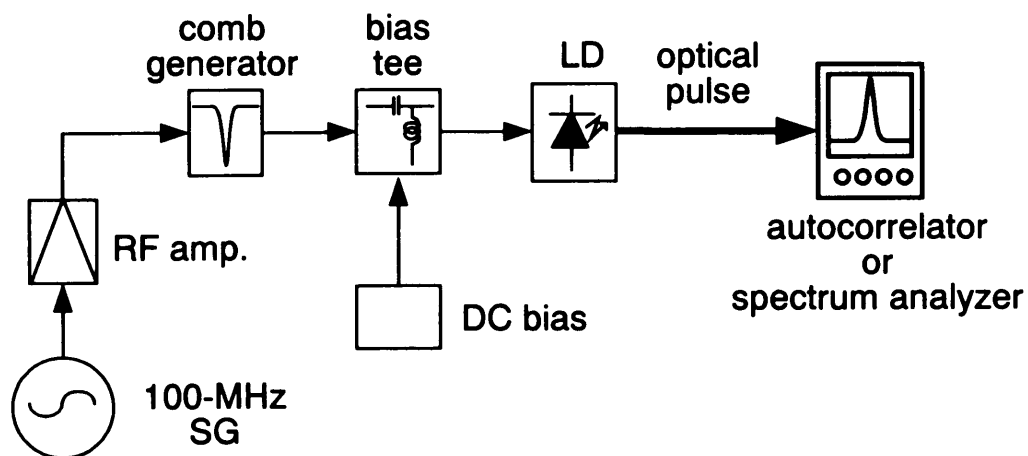 comb
generator
bias
tee
LD
optical
pulse
RF amp.
DC bias
autocorrelator
or
spectrum analyzer
100-MHz
SG